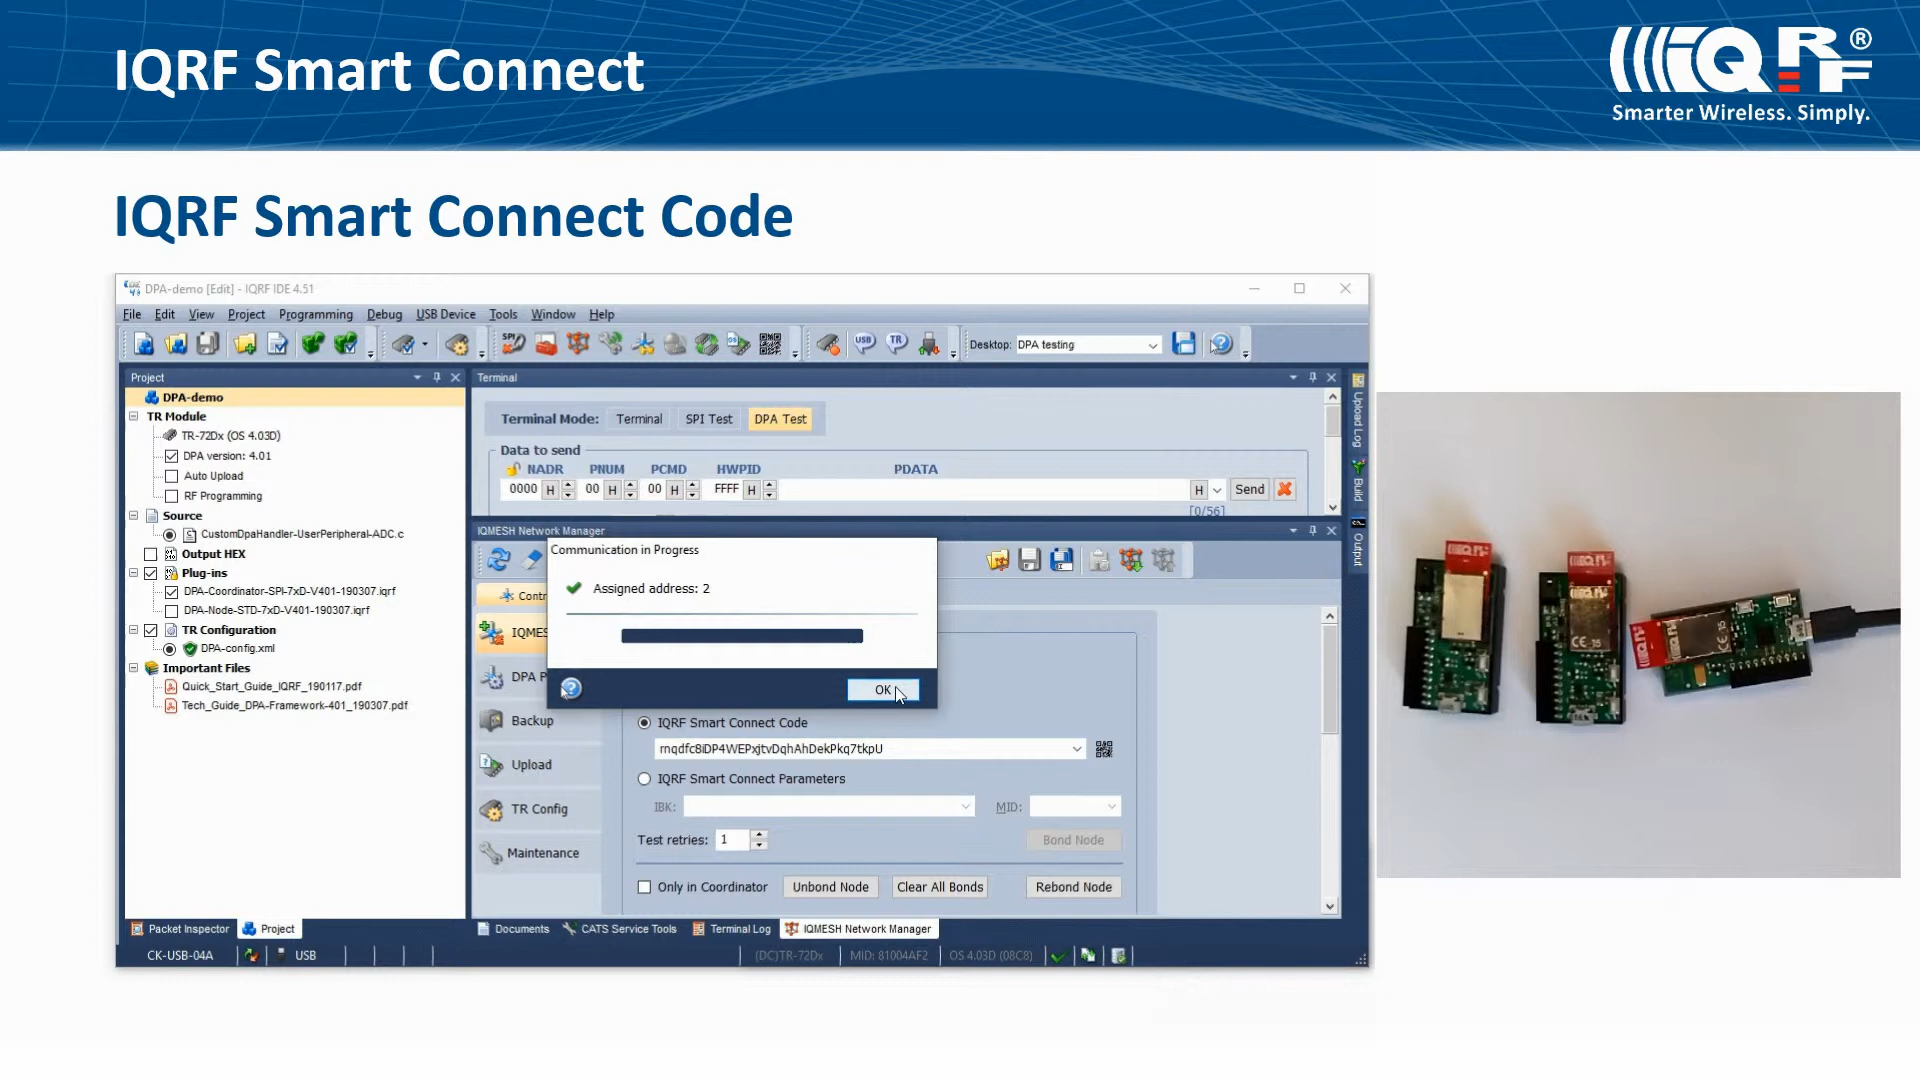 IQRF Smart Connect
IQRF®
Smarter Wireless. Simply.
IQRF Smart Connect Code
DPA-demo [Edit] - IQRF IDE 4.51
File Edit View Project Programming Debug USB Device Tools Window Help
SPI USB TR Desktop: DPA testing
Project
DPA-demo
TR Module
TR-72Dx (OS 4.03D)
DPA version: 4.01
Auto Upload
RF Programming
Source
CustomDpaHandler-UserPeripheral-ADC.c
Output HEX
Plug-ins
DPA-Coordinator-SPI-7xD-V401-190307.iqrf
DPA-Node-STD-7xD-V401-190307.iqrf
TR Configuration
DPA-config.xml
Important Files
Quick_Start_Guide_IQRF_190117.pdf
Tech_Guide_DPA-Framework-401_190307.pdf
Packet Inspector Project
Terminal
Terminal Mode: Terminal SPI Test DPA Test
Data to send
NADR PNUM PCMD HWPID PDATA
0000 H 00 H 00 H FFFF H H Send
[0/56]
IQMESH Network Manager
Communication in Progress
Assigned address: 2
OK
Contr
IQMES
DPA P
Backup
Upload
TR Config
Maintenance
IQRF Smart Connect Code
rnqdfc8iDP4WEPxjtvDqhAhDekPkq7tkpU
IQRF Smart Connect Parameters
IBK: MID:
Test retries: 1 Bond Node
Only in Coordinator Unbond Node Clear All Bonds Rebond Node
Documents CATS Service Tools Terminal Log IQMESH Network Manager
Upload Log
Build
Output
CK-USB-04A USB (DC)TR-72Dx MID: 81004AF2 OS 4.03D (08C8)